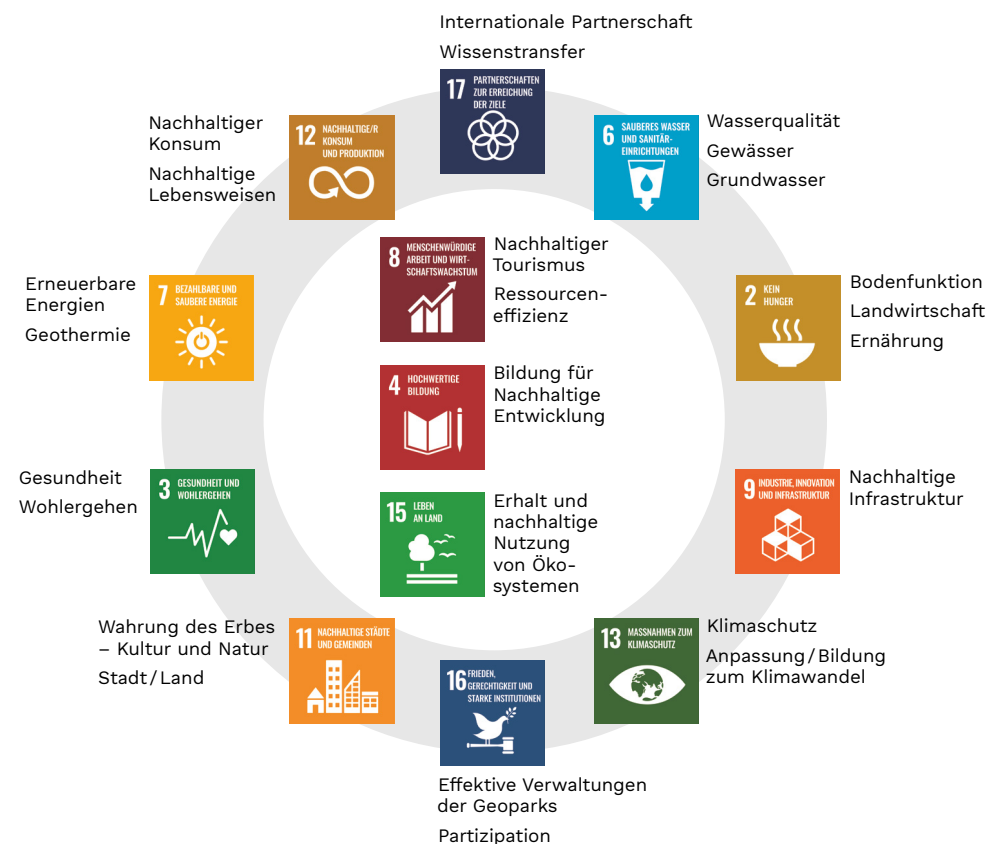 Internationale Partnerschaft
Wissenstransfer
17 PARTNERSCHAFTEN
ZUR ERREICHUNG
DER ZIELE
Nachhaltiger
Konsum
Nachhaltige
Lebensweisen
12 NACHHALTIGE/R
KONSUM
UND PRODUKTION
6 SAUBERES WASSER
UND SANITÄR-
EINRICHTUNGEN
Wasserqualität
Gewässer
Grundwasser
8 MENSCHENWÜRDIGE
ARBEIT UND WIRT-
SCHAFTSWACHSTUM
Nachhaltiger
Tourismus
Ressourcen-
effizienz
Erneuerbare
Energien
Geothermie
7 BEZAHLBARE UND
SAUBERE ENERGIE
2 KEIN
HUNGER
Bodenfunktion
Landwirtschaft
Ernährung
4 HOCHWERTIGE
BILDUNG
Bildung für
Nachhaltige
Entwicklung
Gesundheit
Wohlergehen
3 GESUNDHEIT UND
WOHLERGEHEN
15 LEBEN
AN LAND
Erhalt und
nachhaltige
Nutzung
von Öko-
systemen
9 INDUSTRIE, INNOVATION
UND INFRASTRUKTUR
Nachhaltige
Infrastruktur
Wahrung des Erbes
– Kultur und Natur
Stadt/Land
11 NACHHALTIGE STÄDTE
UND GEMEINDEN
16 FRIEDEN,
GERECHTIGKEIT UND
STARKE INSTITUTIONEN
13 MASSNAHMEN ZUM
KLIMASCHUTZ
Klimaschutz
Anpassung/Bildung
zum Klimawandel
Effektive Verwaltungen
der Geoparks
Partizipation